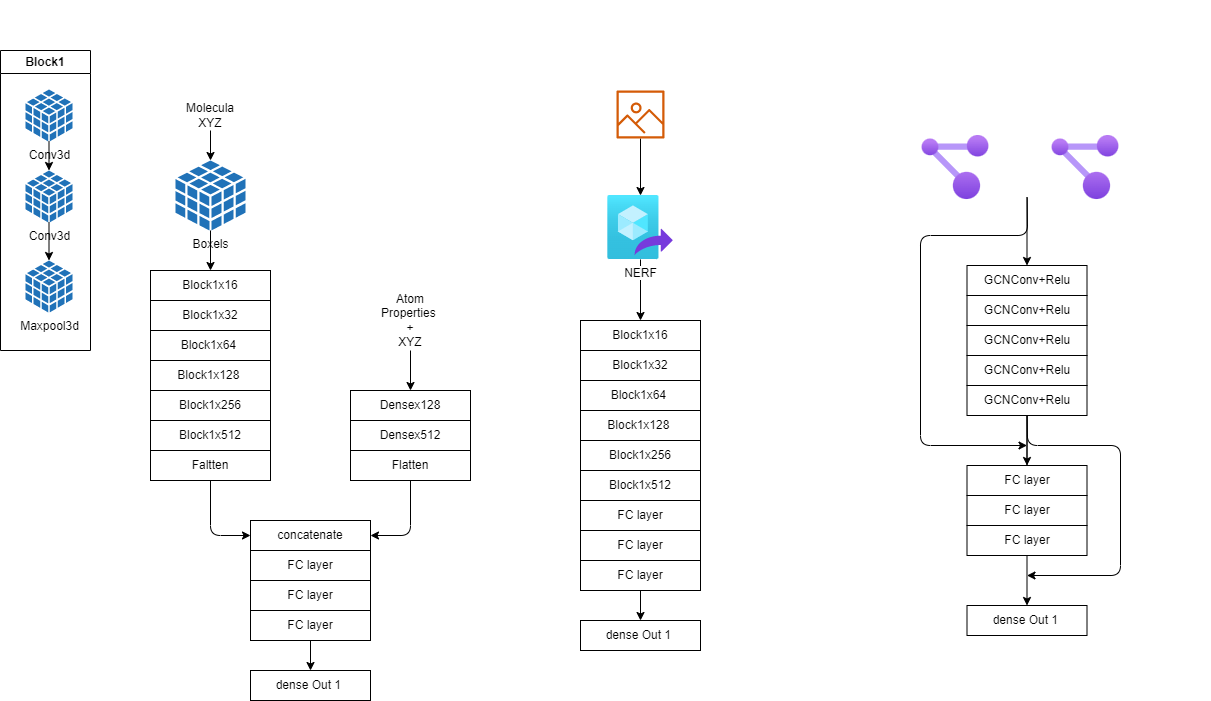 Block1
Conv3d
Conv3d
Maxpool3d
Molecula
XYZ
Boxels
Block1x16
Block1x32
Block1x64
Block1x128
Block1x256
Block1x512
Faltten
Atom
Properties
+
XYZ
Densex128
Densex512
Flatten
concatenate
FC layer
FC layer
FC layer
dense Out 1
NERF
Block1x16
Block1x32
Block1x64
Block1x128
Block1x256
Block1x512
FC layer
FC layer
FC layer
dense Out 1
GCNConv+Relu
GCNConv+Relu
GCNConv+Relu
GCNConv+Relu
GCNConv+Relu
FC layer
FC layer
FC layer
dense Out 1